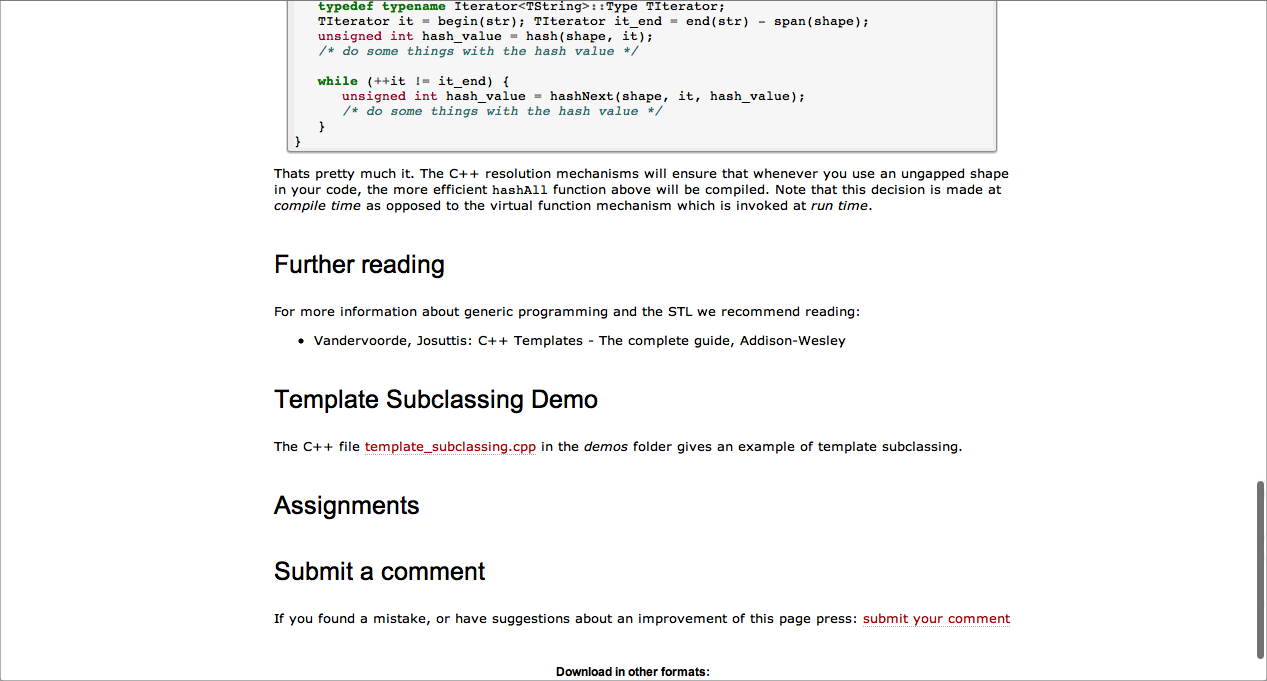 typedef typename Iterator<TString>::Type TIterator;
TIterator it = begin(str); TIterator it_end = end(str) - span(shape);
unsigned int hash_value = hash(shape, it);
/* do some things with the hash value */
while (++it != it_end) {
unsigned int hash_value = hashNext(shape, it, hash_value);
/* do some things with the hash value */
}
}
Thats pretty much it. The C++ resolution mechanisms will ensure that whenever you use an ungapped shape
in your code, the more efficient hashAll function above will be compiled. Note that this decision is made at
compile time as opposed to the virtual function mechanism which is invoked at run time.
Further reading
For more information about generic programming and the STL we recommend reading:
• Vandervoorde, Josuttis: C++ Templates - The complete guide, Addison-Wesley
Template Subclassing Demo
The C++ file template_subclassing.cpp in the demos folder gives an example of template subclassing.
Assignments
Submit a comment
If you found a mistake, or have suggestions about an improvement of this page press: submit your comment
Download in other formats: